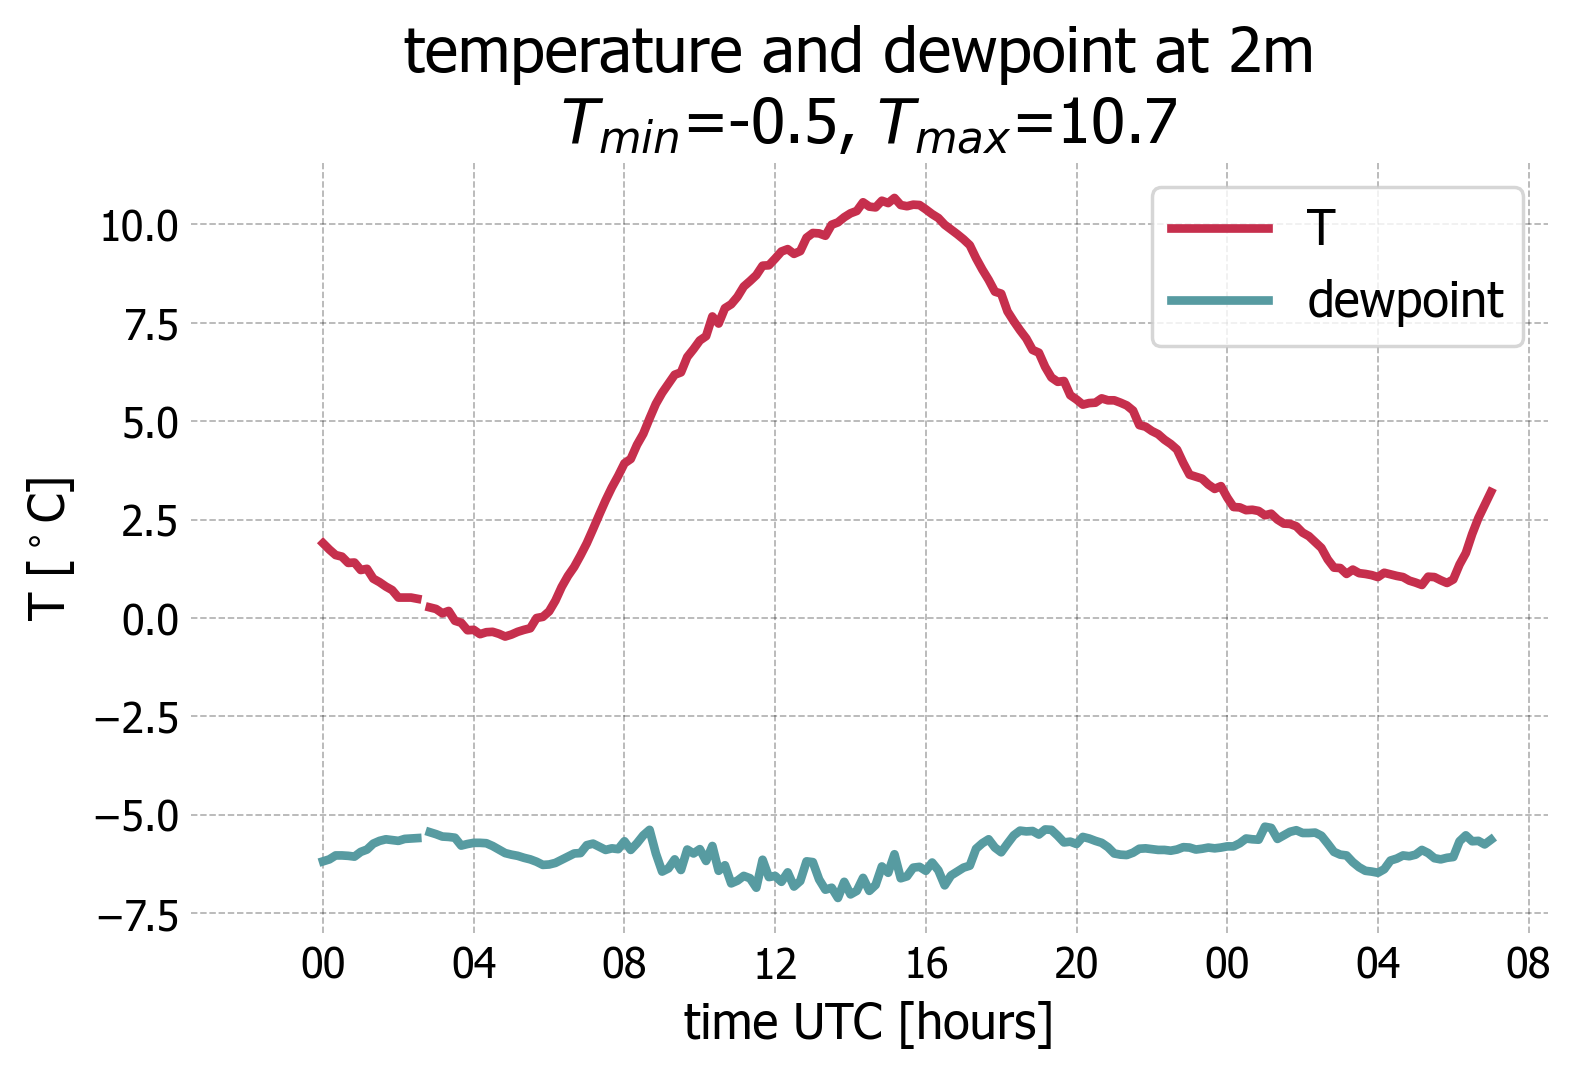 temperature and dewpoint at 2m
T_min=-0.5, T_max=10.7
T
dewpoint
10.0
7.5
5.0
2.5
0.0
−2.5
−5.0
−7.5
T [°C]
00 04 08 12 16 20 00 04 08
time UTC [hours]